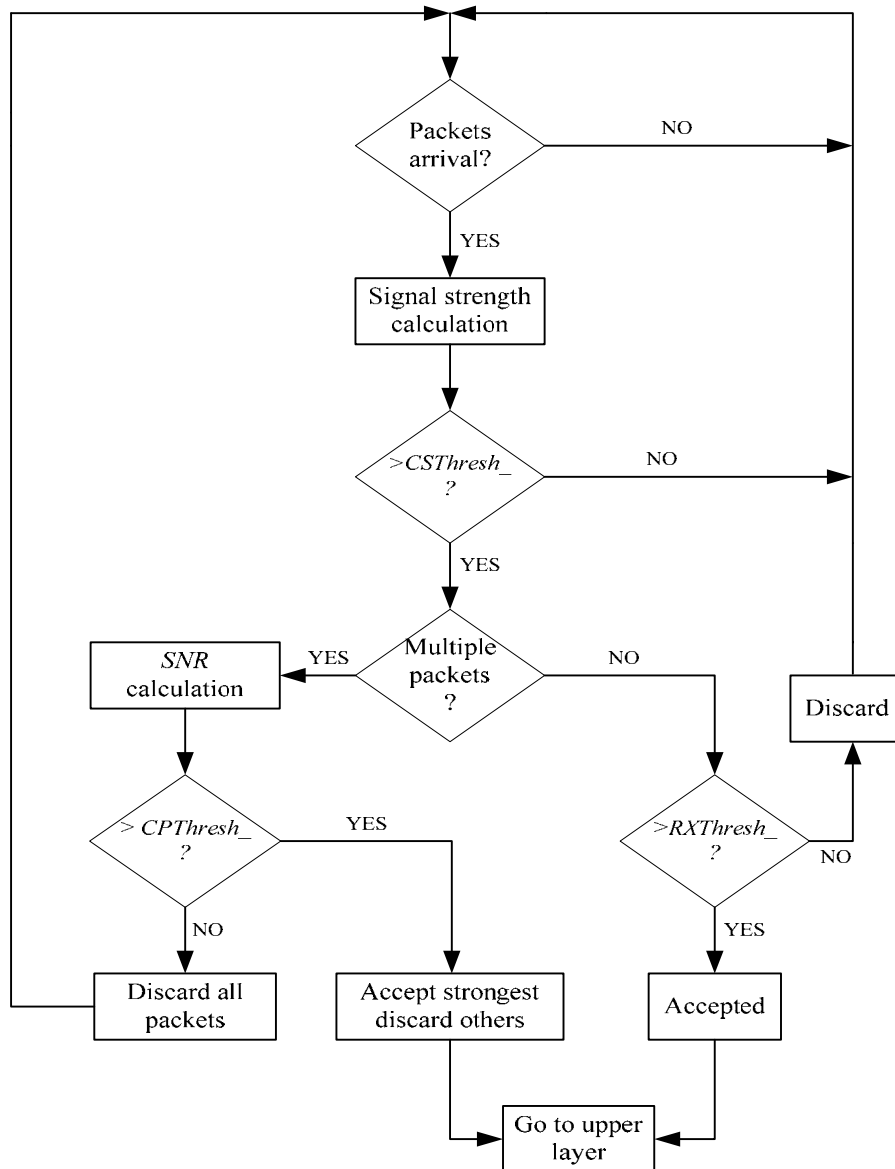 Packets
arrival?
NO
YES
Signal strength
calculation
>CSThresh_
?
NO
YES
SNR
calculation
YES
Multiple
packets
?
NO
Discard
> CPThresh_
?
YES
>RXThresh_
?
NO
NO
YES
Discard all
packets
Accept strongest
discard others
Accepted
Go to upper
layer